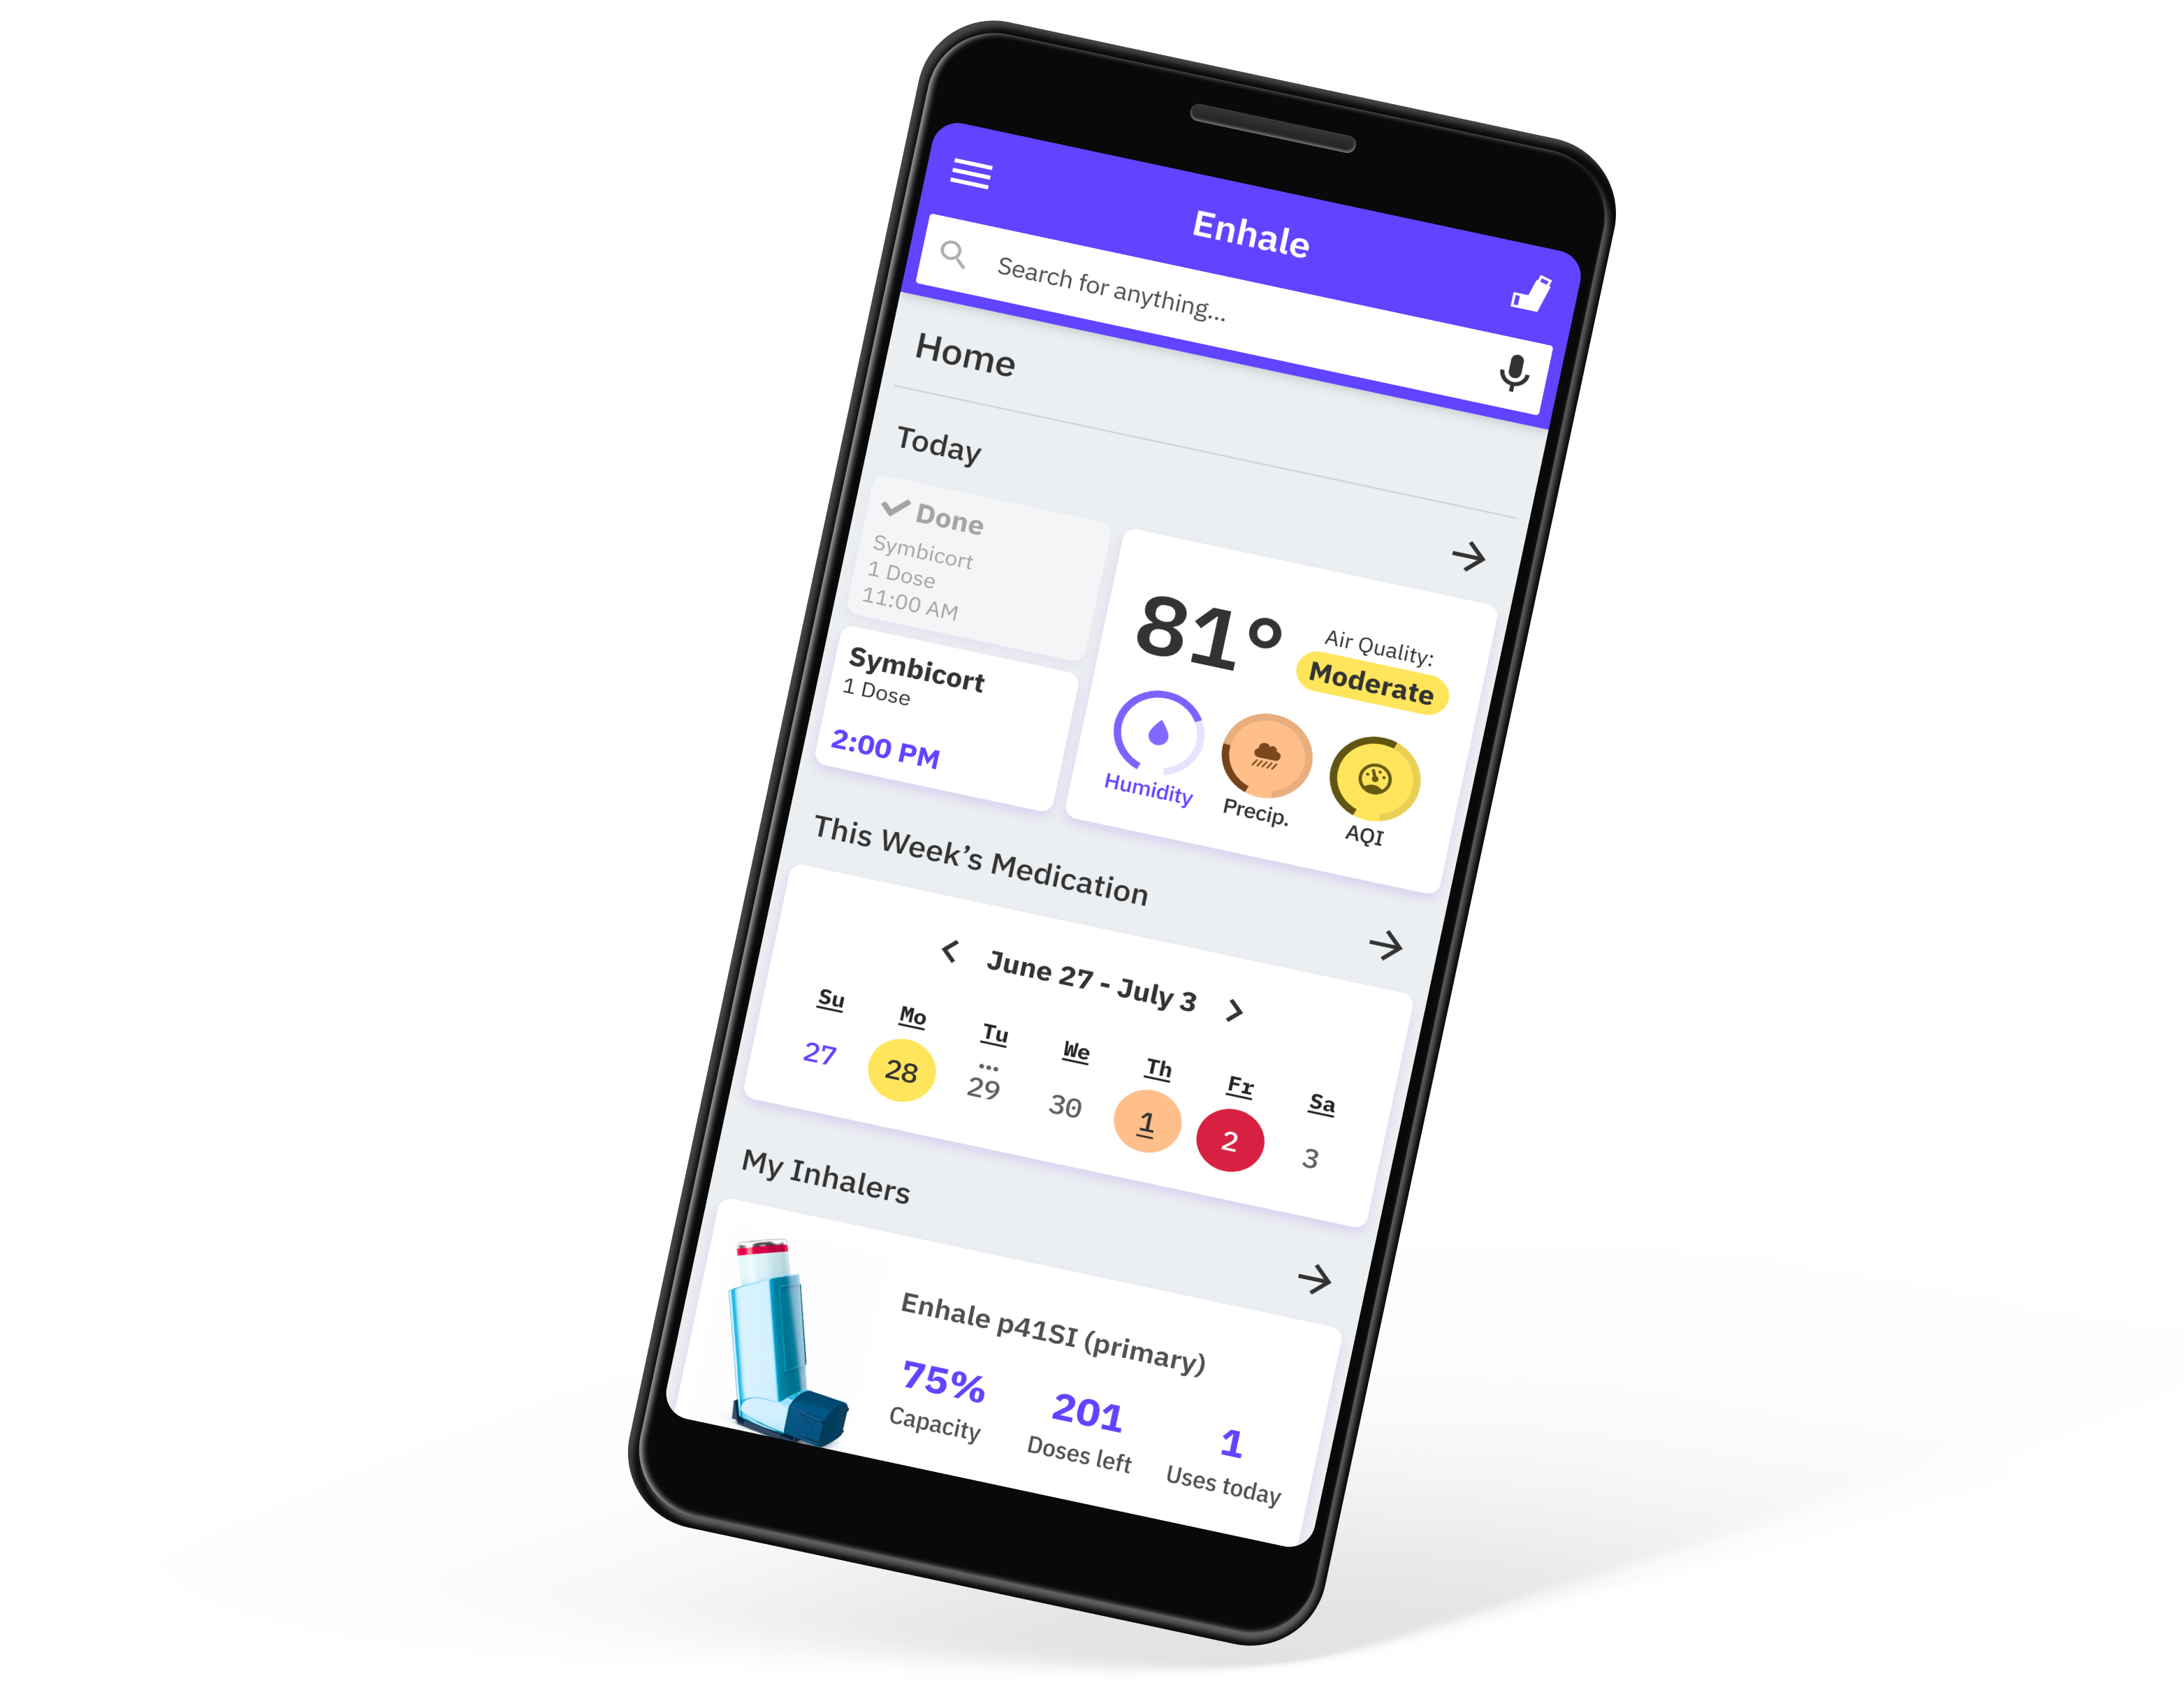 Enhale
Search for anything...
Home
Today
Done
Symbicort
1 Dose
11:00 AM
Symbicort
1 Dose
2:00 PM
81°
Air Quality:
Moderate
Humidity
Precip.
AQI
This Week’s Medication
June 27 - July 3
Su Mo Tu We Th Fr Sa
...
27 28 29 30 1 2 3
My Inhalers
Enhale p41SI (primary)
75% 201 1
Capacity Doses left Uses today